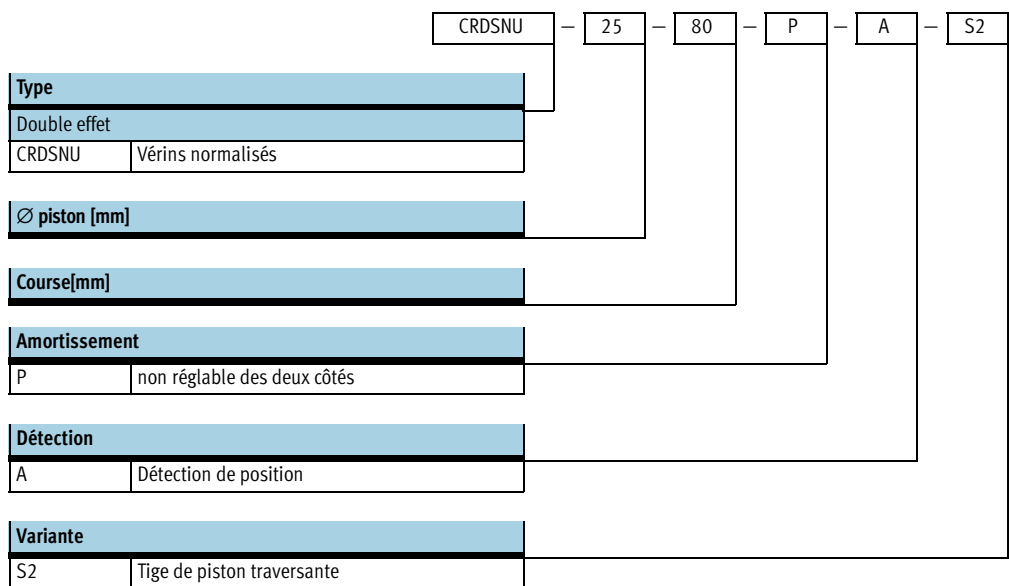 CRDSNU — 25 — 80 — P — A — S2
Type
Double effet
CRDSNU Vérins normalisés
∅ piston [mm]
Course[mm]
Amortissement
P non réglable des deux côtés
Détection
A Détection de position
Variante
S2 Tige de piston traversante